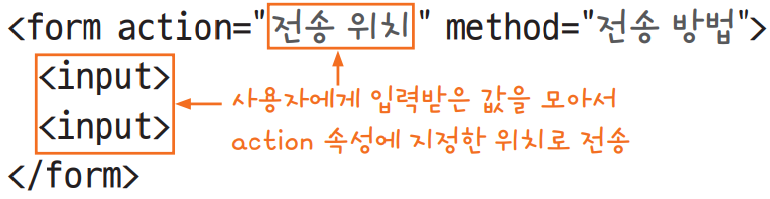 <form action="전송 위치" method="전송 방법">
<input>
<input>
</form>
사용자에게 입력받은 값을 모아서
action 속성에 지정한 위치로 전송